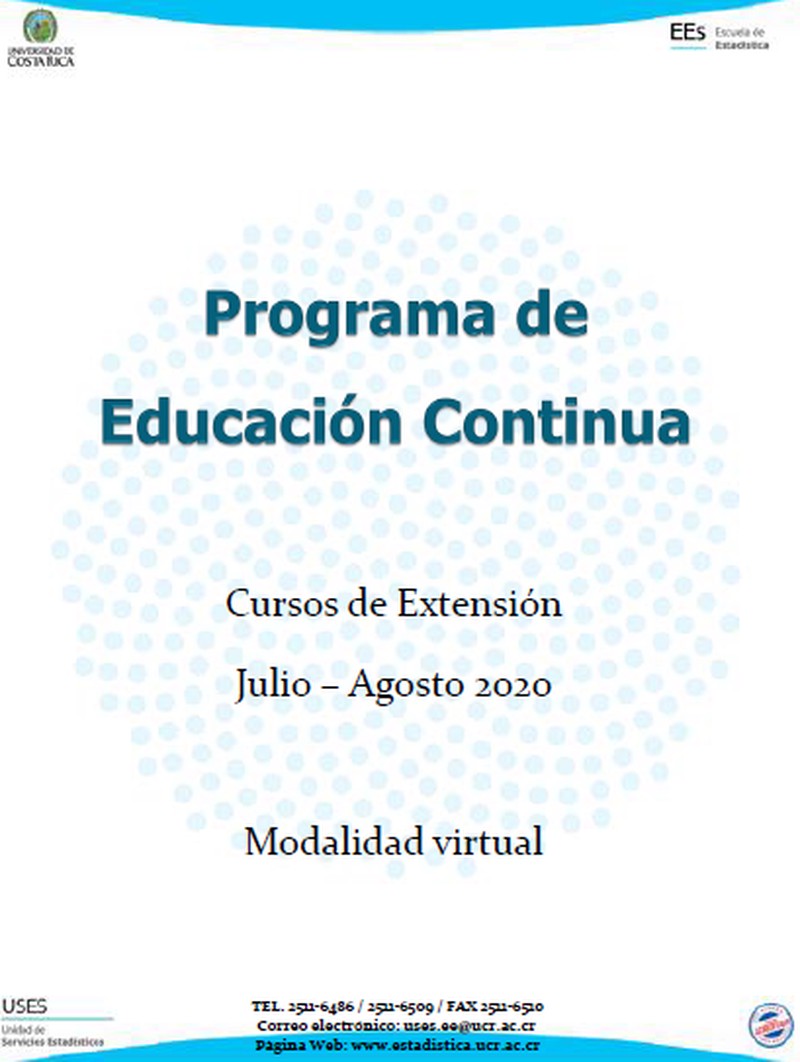 UNIVERSIDAD DE
COSTA RICA
EEs
Escuela de
Estadística
Programa de
Educación Continua
Cursos de Extensión
Julio – Agosto 2020
Modalidad virtual
USES
Unidad de
Servicios Estadísticos
TEL. 2511-6486 / 2511-6509 / FAX 2511-6510
Correo electrónico: uses.ee@ucr.ac.cr
Página Web: www.estadistica.ucr.ac.cr